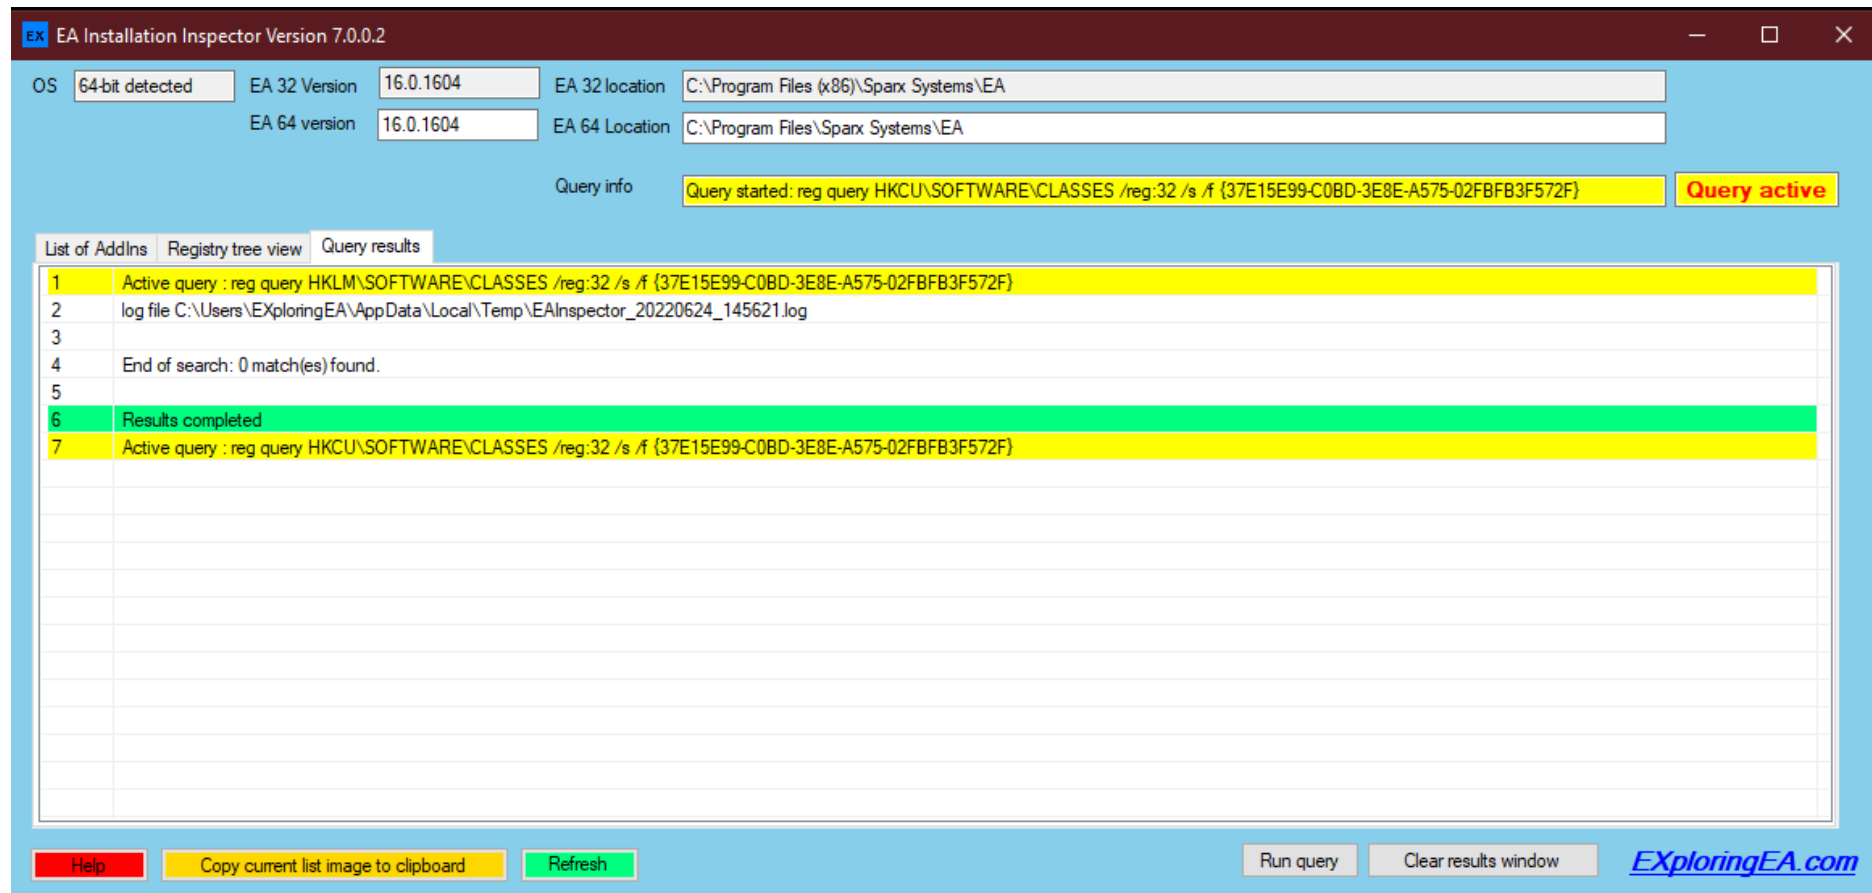 EX EA Installation Inspector Version 7.0.0.2
OS 64-bit detected EA 32 Version 16.0.1604 EA 32 location C:\Program Files (x86)\Sparx Systems\EA
EA 64 version 16.0.1604 EA 64 Location C:\Program Files\Sparx Systems\EA
Query info Query started: reg query HKCU\SOFTWARE\CLASSES /reg:32 /s /f {37E15E99-C0BD-3E8E-A575-02FBFB3F572F} Query active
List of AddIns Registry tree view Query results
1 Active query : reg query HKLM\SOFTWARE\CLASSES /reg:32 /s /f {37E15E99-C0BD-3E8E-A575-02FBFB3F572F}
2 log file C:\Users\EXploringEA\AppData\Local\Temp\EAInspector_20220624_145621.log
3
4 End of search: 0 match(es) found.
5
6 Results completed
7 Active query : reg query HKCU\SOFTWARE\CLASSES /reg:32 /s /f {37E15E99-C0BD-3E8E-A575-02FBFB3F572F}
Help Copy current list image to clipboard Refresh Run query Clear results window EXploringEA.com